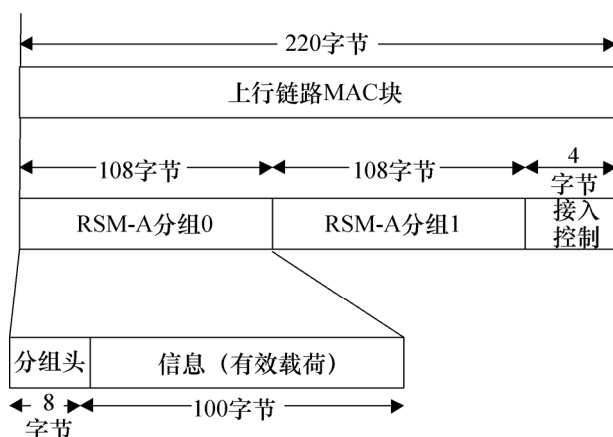 220字节
上行链路MAC块
108字节
108字节
4
字节
RSM-A分组0
RSM-A分组1
接入
控制
分组头
信息（有效载荷）
8
字节
100字节